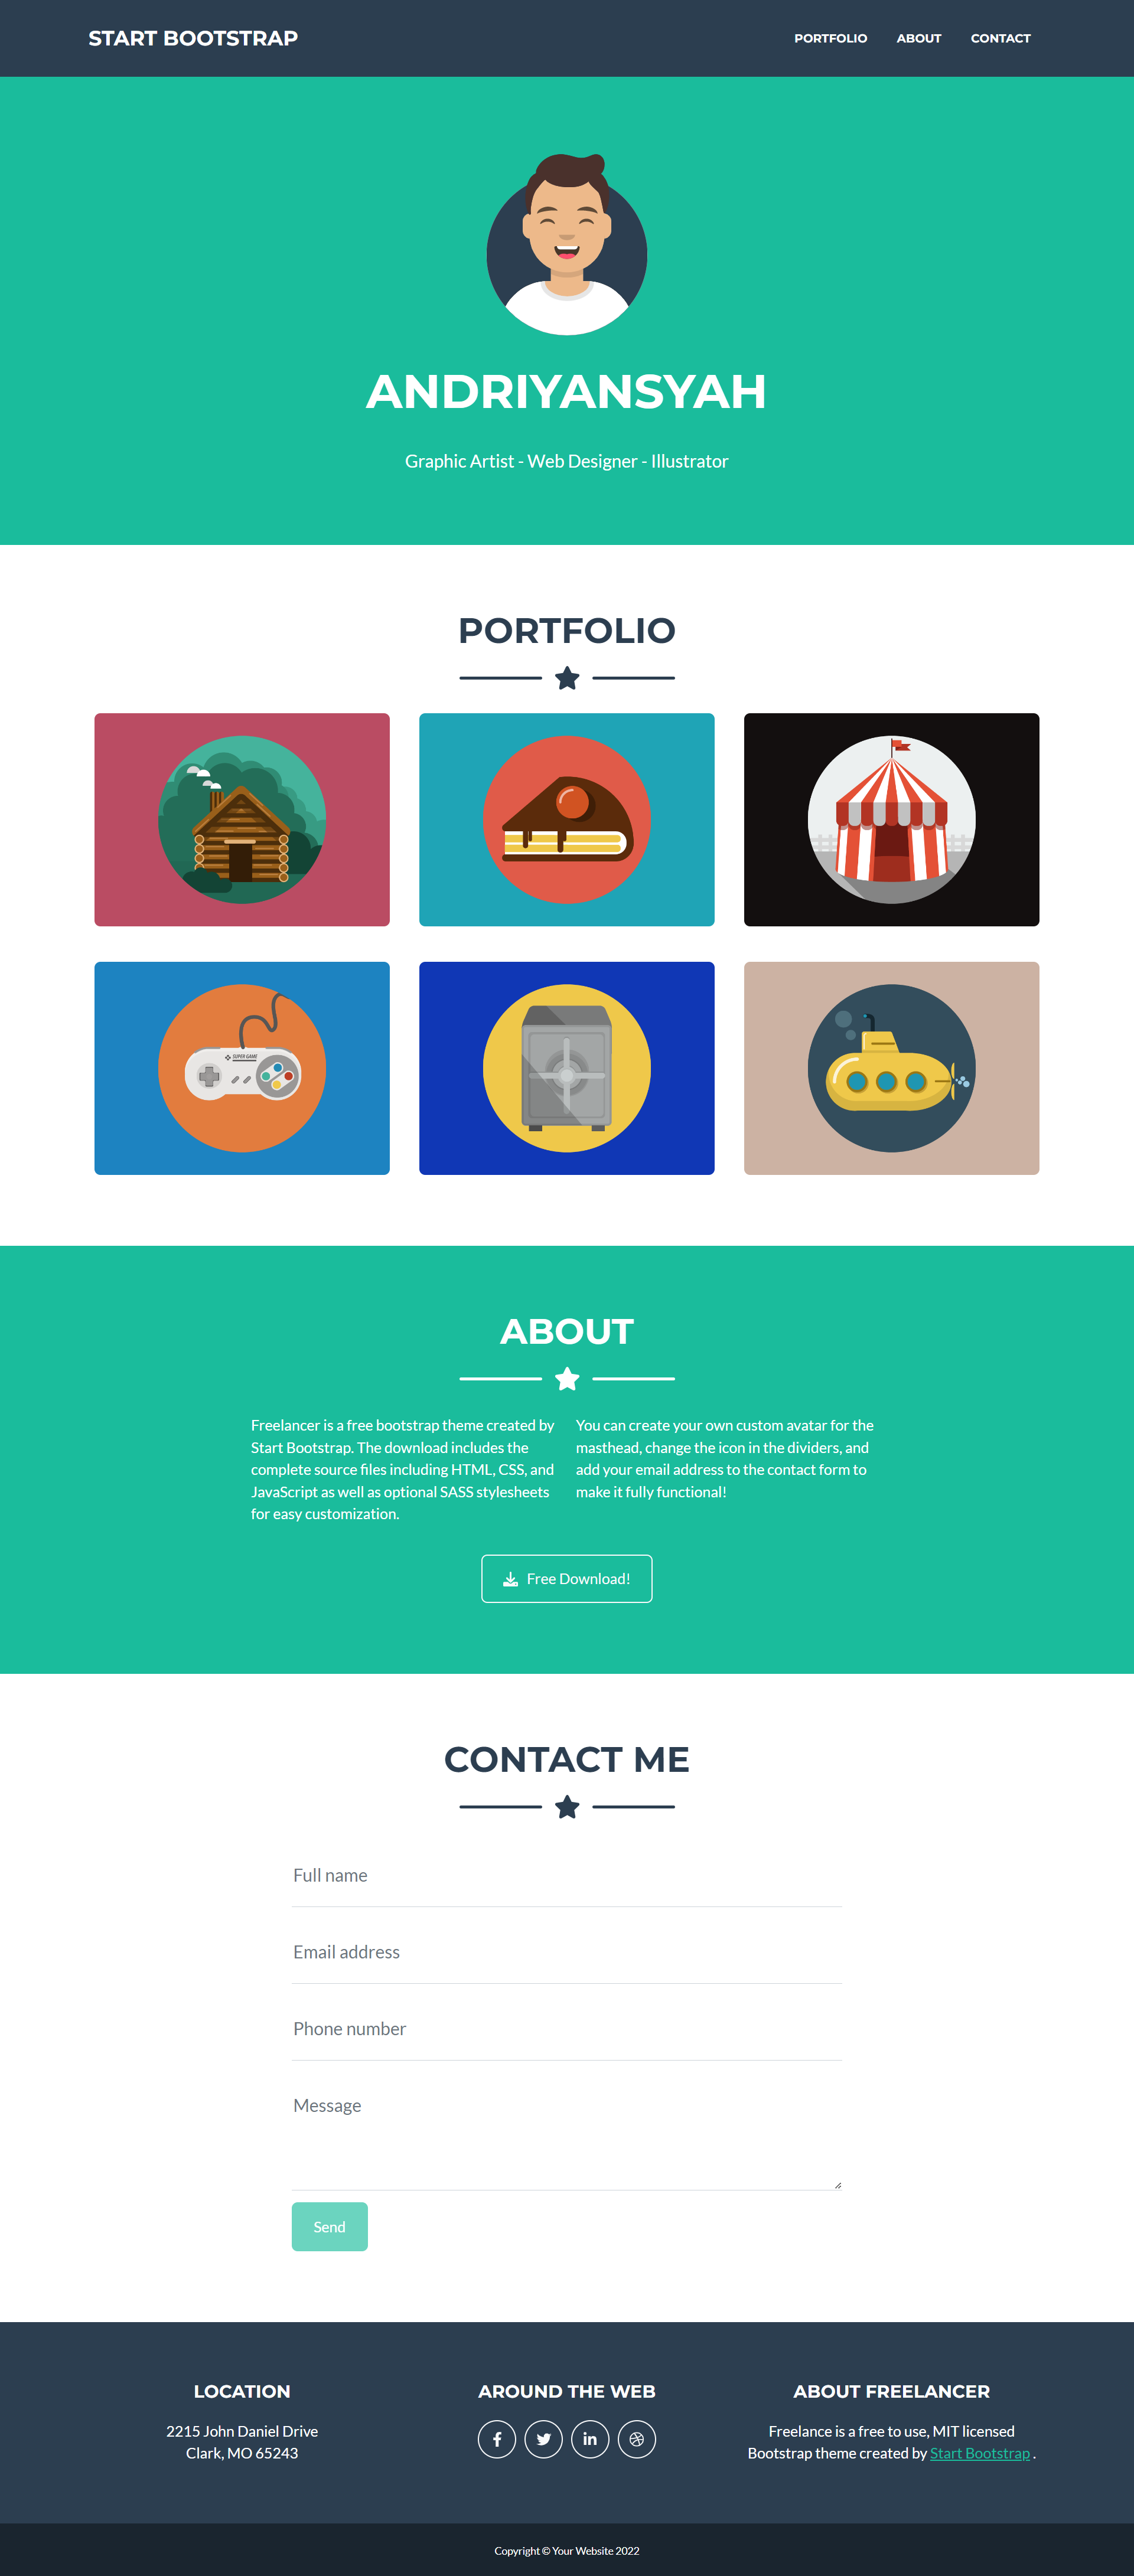 START BOOTSTRAP
PORTFOLIO ABOUT CONTACT
ANDRIYANSYAH
Graphic Artist - Web Designer - Illustrator
PORTFOLIO
SUPER GAME
ABOUT
Freelancer is a free bootstrap theme created by
Start Bootstrap. The download includes the
complete source files including HTML, CSS, and
JavaScript as well as optional SASS stylesheets
for easy customization.
You can create your own custom avatar for the
masthead, change the icon in the dividers, and
add your email address to the contact form to
make it fully functional!
Free Download!
CONTACT ME
Full name
Email address
Phone number
Message
Send
LOCATION
2215 John Daniel Drive
Clark, MO 65243
AROUND THE WEB
ABOUT FREELANCER
Freelance is a free to use, MIT licensed
Bootstrap theme created by Start Bootstrap .
Copyright © Your Website 2022